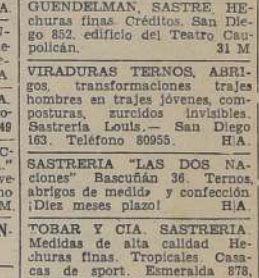 A.
GUENDELMAN, SASTRE, HE-
churas finas. Créditos. San Die-
go 852, edificio del Teatro Cau-
policán. 31 M
VIRADURAS TERNOS, ABRI-
gos, transformaciones trajes
hombres en trajes jóvenes, com-
posturas, zurcidos invisibles.
Sastrería Louis.— San Diego
163. Teléfono 80955. H|A.
SASTRERIA "LAS DOS NA-
ciones" Bascuñán 36. Ternos,
abrigos de medida y confección
¡Diez meses plazo! H|A.
TOBAR Y CIA. SASTRERIA
Medidas de alta calidad He-
churas finas. Tropicales. Casa-
cas de sport. Esmeralda 878,